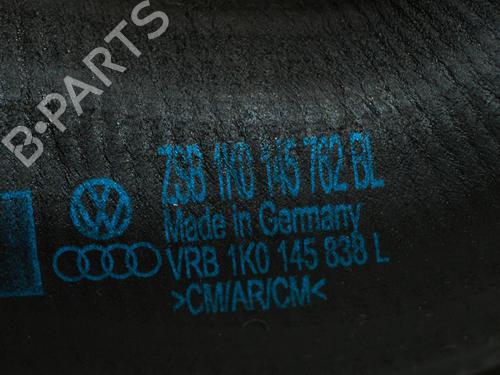 B·PARTS
ZSB 1K0 145 762 BL
Made in Germany
VRB 1K0 145 838 L
>CM/AR/CM<